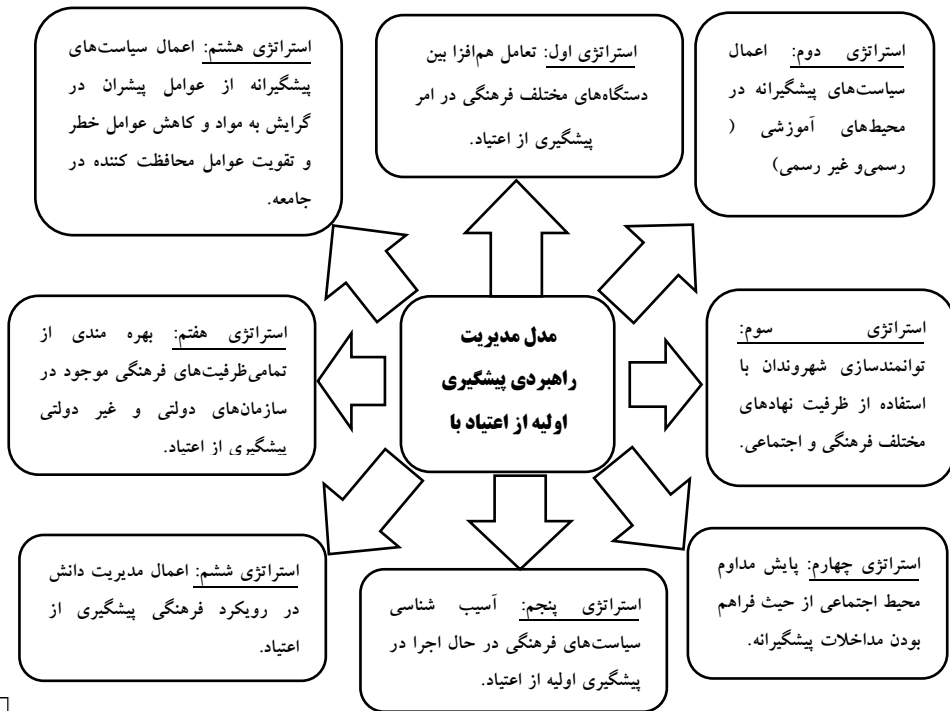 استراتژی اول: تعامل هم‌افزا بین
دستگاه‌های مختلف فرهنگی در امر
پیشگیری از اعتیاد.
استراتژی دوم: اعمال
سیاست‌های پیشگیرانه در
محیط‌های آموزشی (
رسمی‌و غیر رسمی)
استراتژی سوم:
توانمندسازی شهروندان با
استفاده از ظرفیت نهادهای
مختلف فرهنگی و اجتماعی.
استراتژی چهارم: پایش مداوم
محیط اجتماعی از حیث فراهم
بودن مداخلات پیشگیرانه.
استراتژی پنجم: آسیب شناسی
سیاست‌های فرهنگی در حال اجرا در
پیشگیری اولیه از اعتیاد.
استراتژی ششم: اعمال مدیریت دانش
در رویکرد فرهنگی پیشگیری از
اعتیاد.
استراتژی هفتم: بهره مندی از
تمامی‌ظرفیت‌های فرهنگی موجود در
سازمان‌های دولتی و غیر دولتی
پیشگیری از اعتیاد.
استراتژی هشتم: اعمال سیاست‌های
پیشگیرانه از عوامل پیشران در
گرایش به مواد و کاهش عوامل خطر
و تقویت عوامل محافظت کننده در
جامعه.
مدل مدیریت
راهبردی پیشگیری
اولیه از اعتیاد با